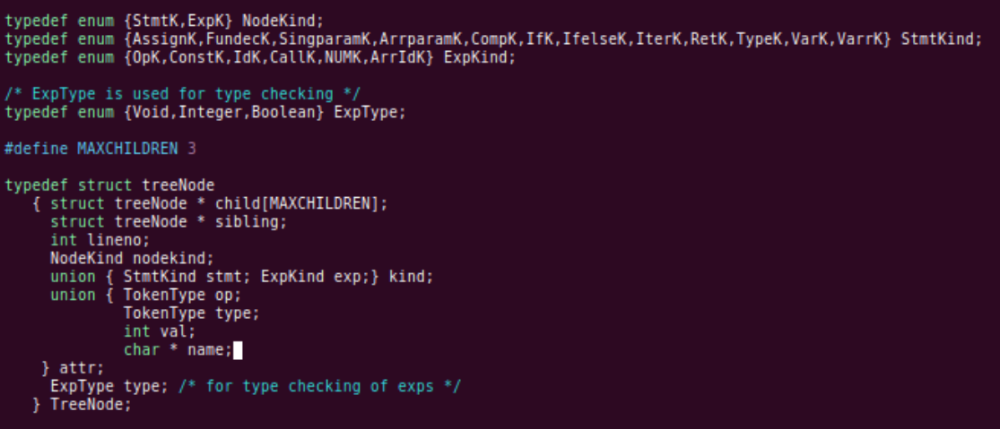 typedef enum {StmtK,ExpK} NodeKind;
typedef enum {AssignK,FundecK,SingparamK,ArrparamK,CompK,IfK,IfelseK,IterK,RetK,TypeK,VarK,VarrK} StmtKind;
typedef enum {OpK,ConstK,IdK,CallK,NUMK,ArrIdK} ExpKind;
/* ExpType is used for type checking */
typedef enum {Void,Integer,Boolean} ExpType;
#define MAXCHILDREN 3
typedef struct treeNode
{ struct treeNode * child[MAXCHILDREN];
struct treeNode * sibling;
int lineno;
NodeKind nodekind;
union { StmtKind stmt; ExpKind exp;} kind;
union { TokenType op;
TokenType type;
int val;
char * name;
} attr;
ExpType type; /* for type checking of exps */
} TreeNode;